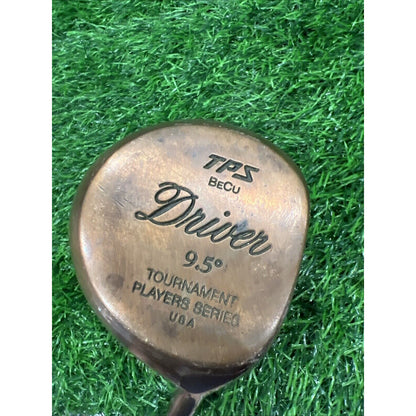 TPS
BeCu
Driver
9.5°
TOURNAMENT
PLAYERS SERIES
USA